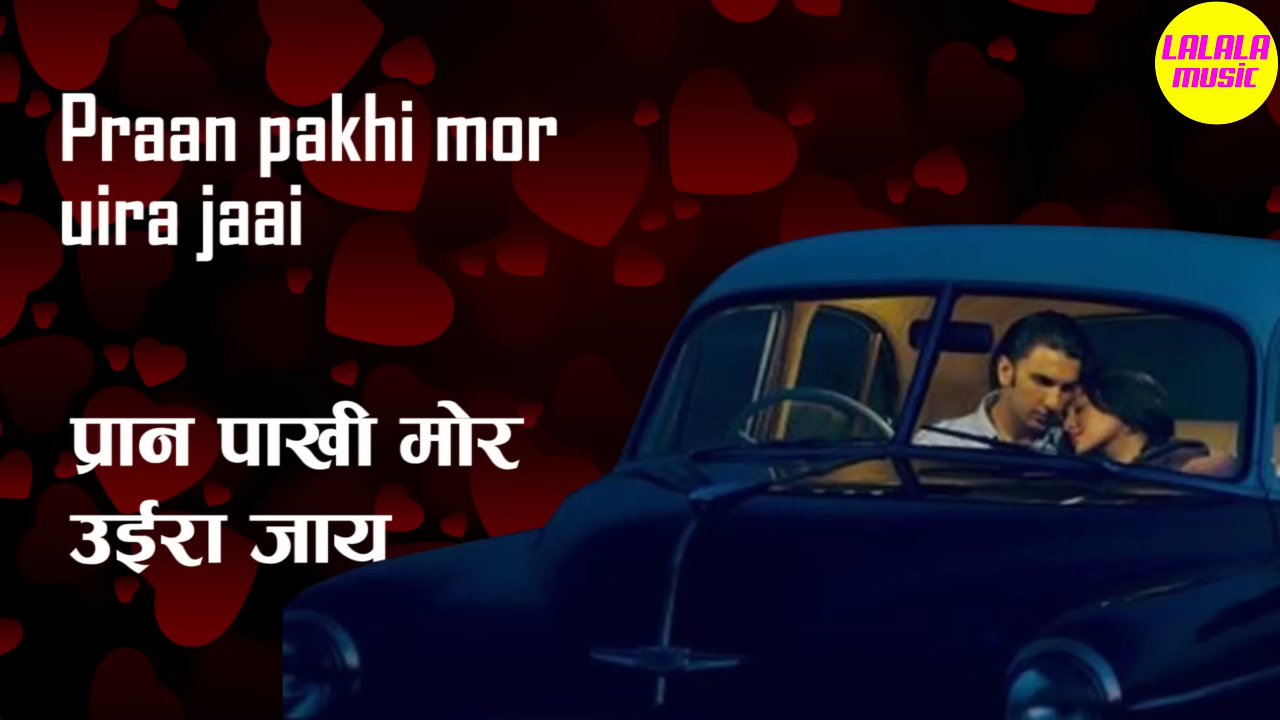 Praan pakhi mor
uira jaai
प्रान पाखी मोर
उईरा जाय
LALALA
music